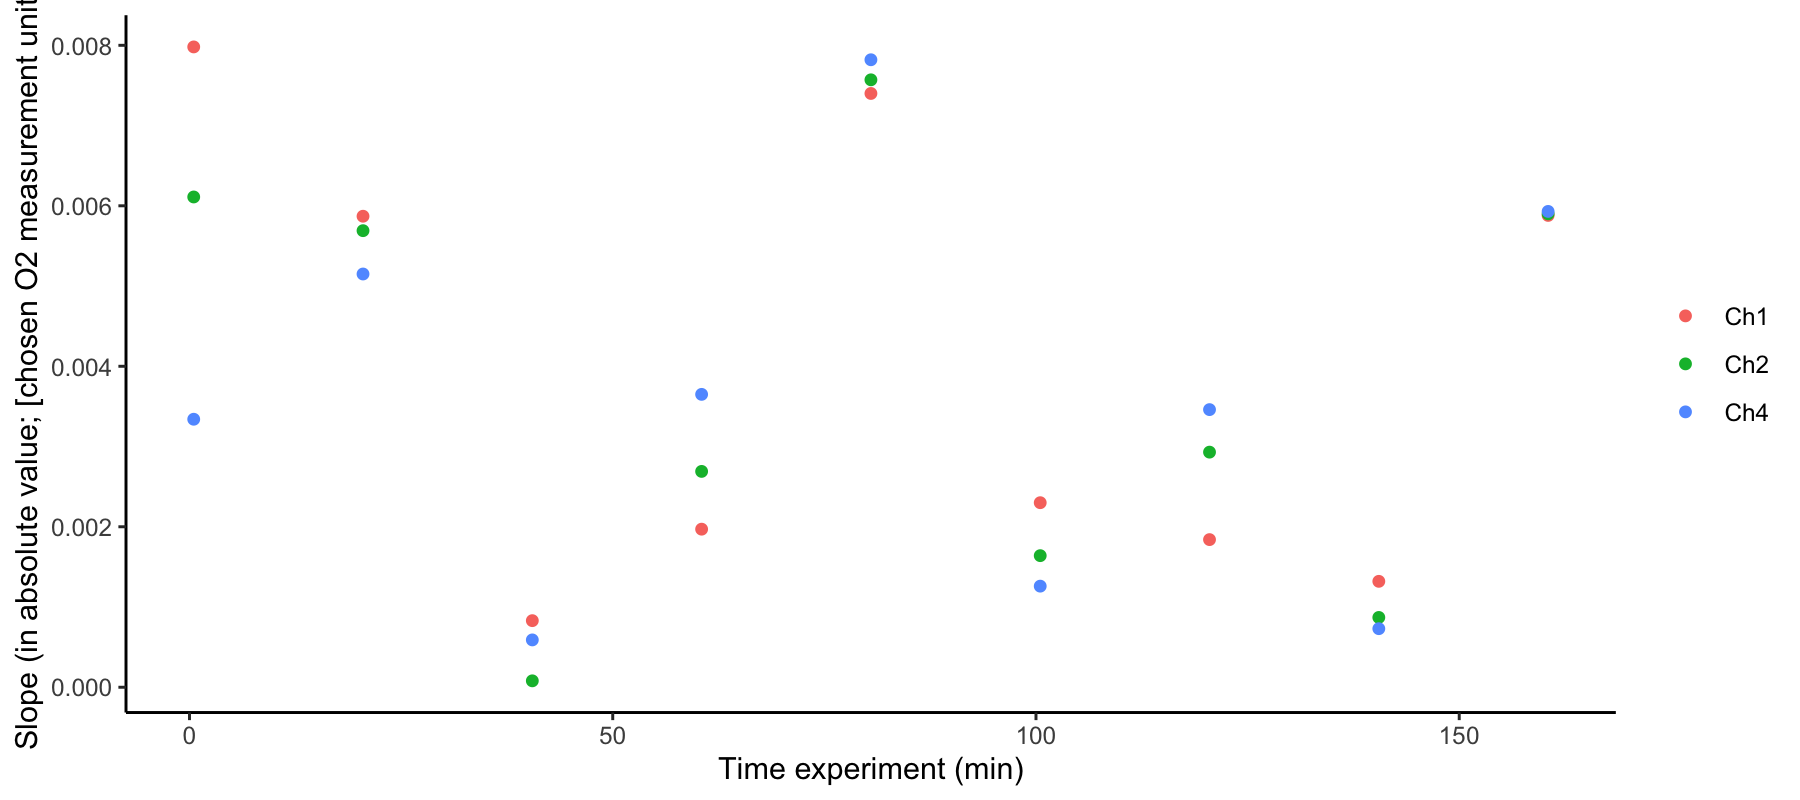 Slope (in absolute value; [chosen O2 measurement unit
0.008
0.006
0.004
0.002
0.000
0
50
100
150
Time experiment (min)
Ch1
Ch2
Ch4